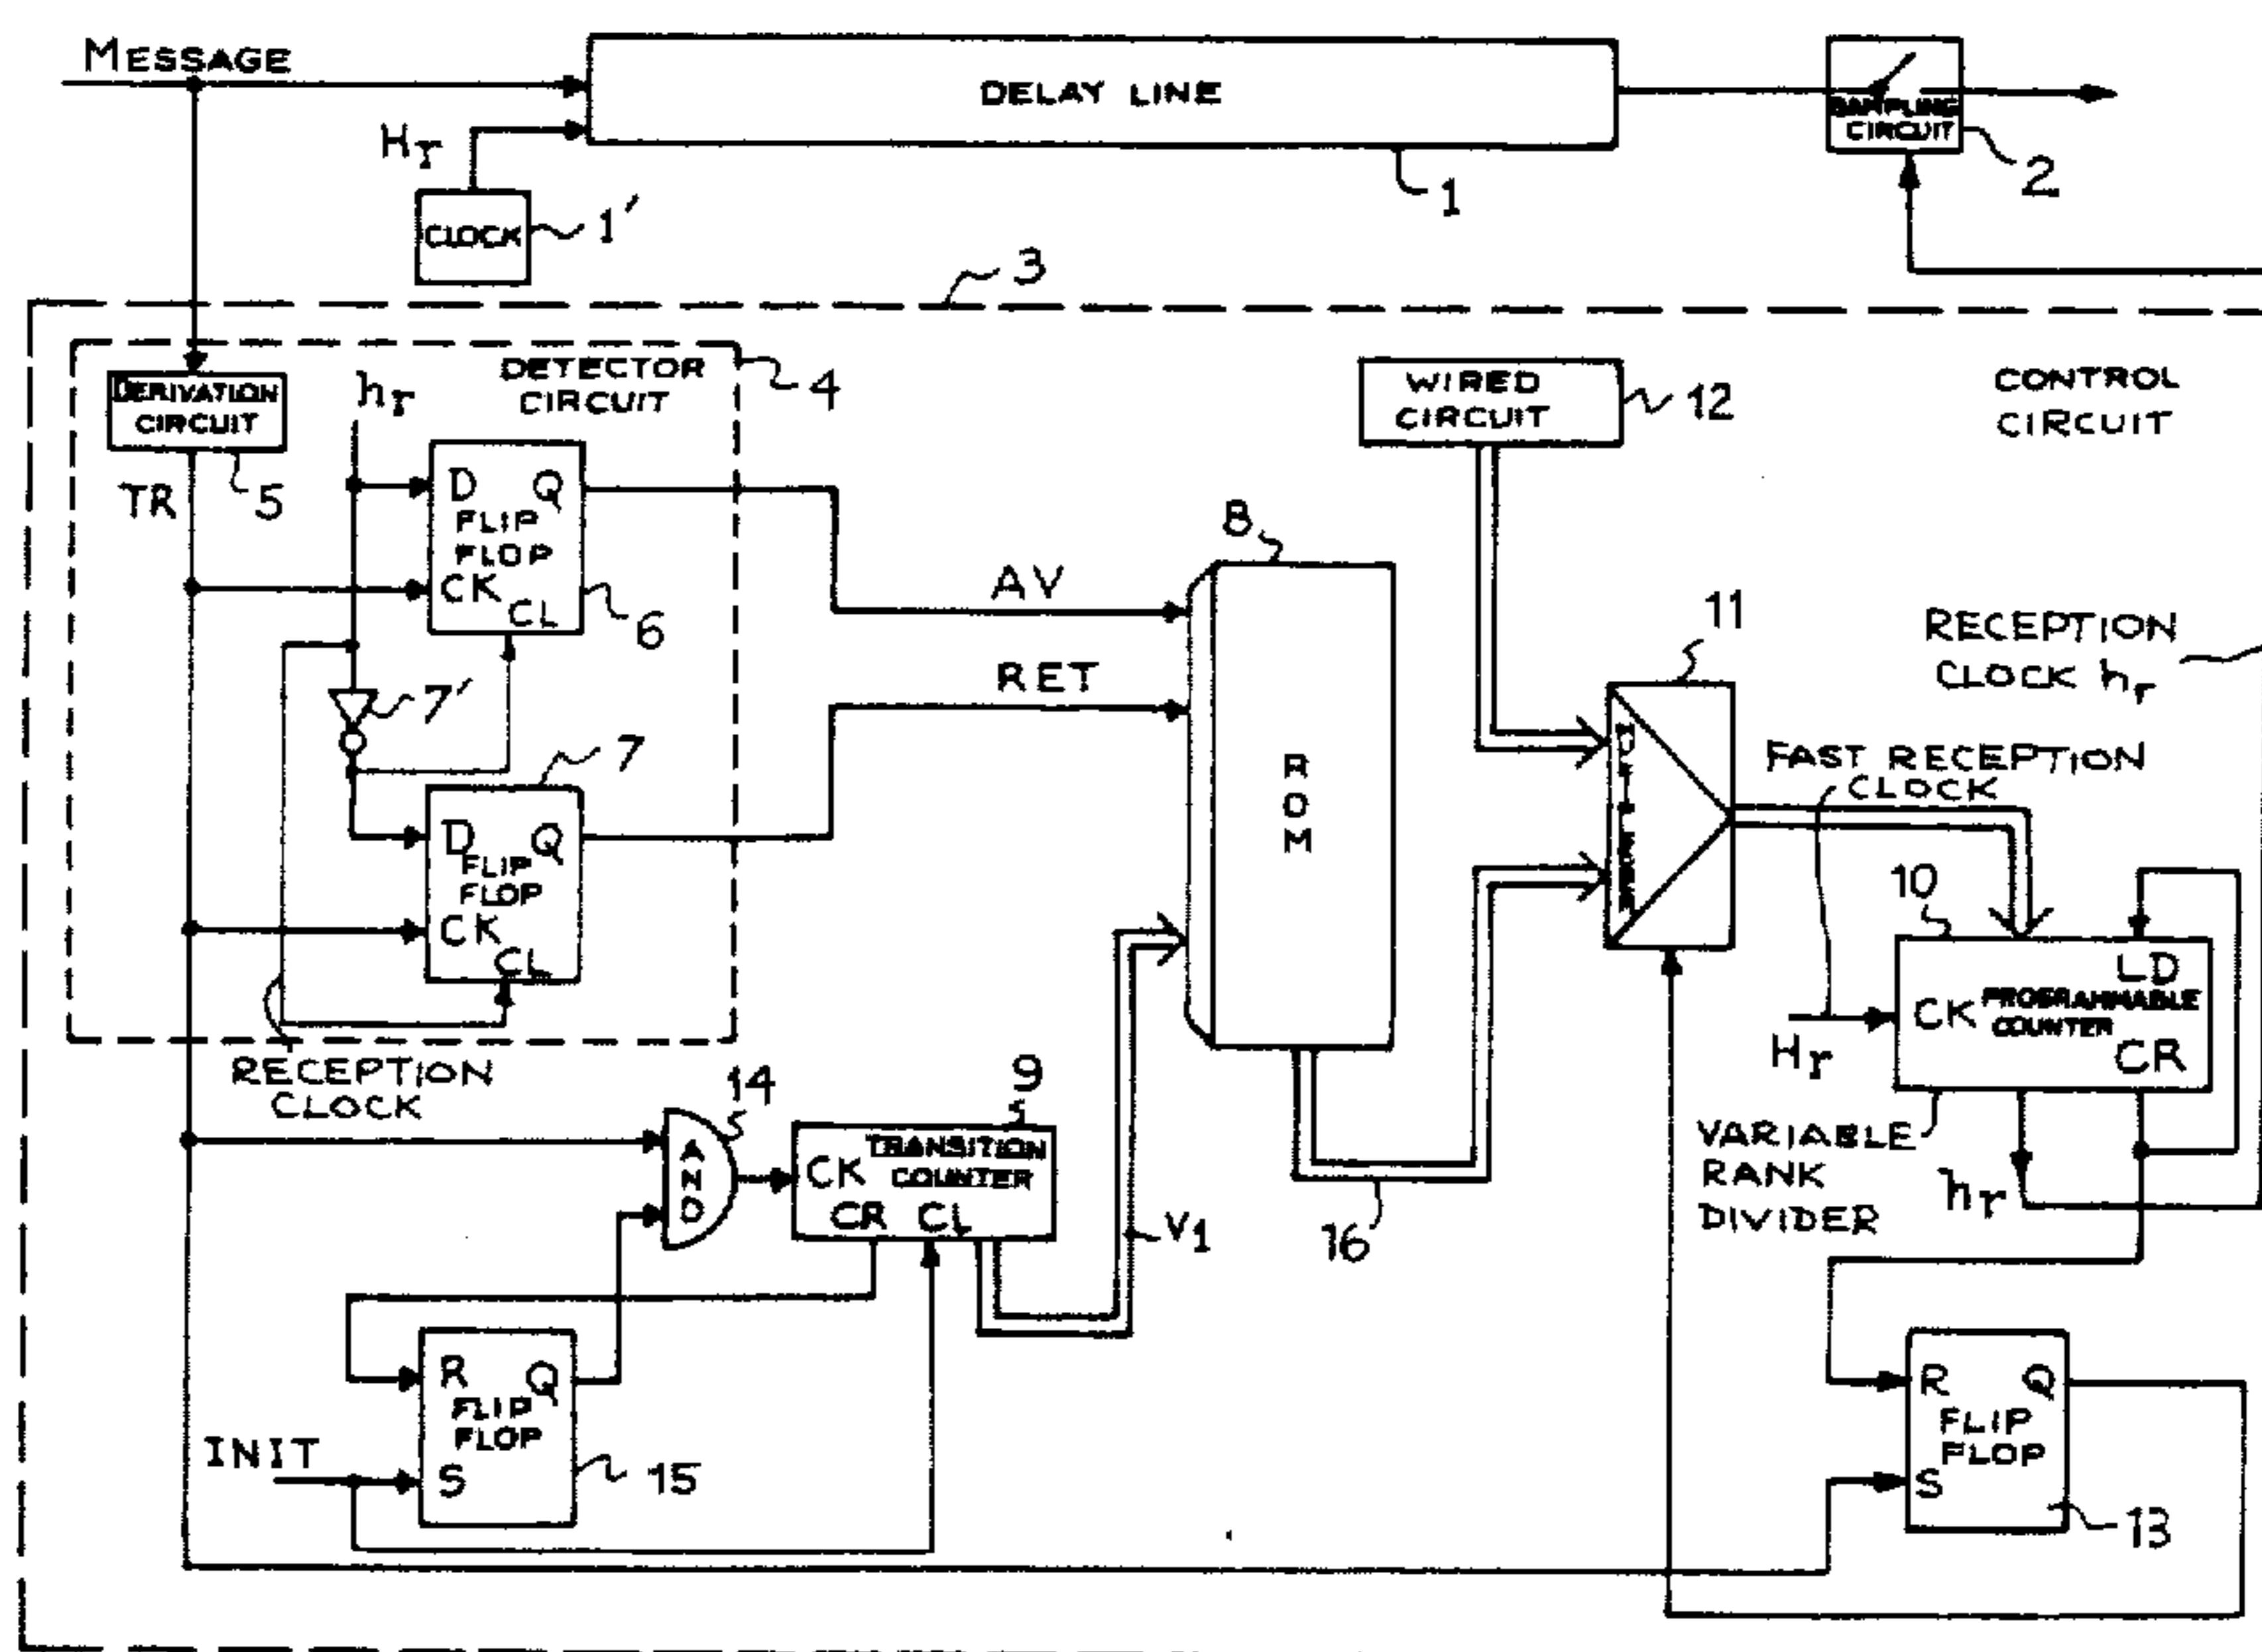 MESSAGE
DELAY LINE
SAMPLING
CIRCUIT
Hr
CLOCK
1'
1
2
3
DERIVATION
CIRCUIT
hr
DETECTOR
CIRCUIT
4
WIRED
CIRCUIT
12
CONTROL
CIRCUIT
TR
5
D Q
FLIP
FLOP
CK
CL
6
8
AV
11
RECEPTION
CLOCK hr
RET
7'
7
ROM
FAST RECEPTION
CLOCK
D Q
FLIP
FLOP
CK
CL
10
LD
CK PROGRAMMABLE
COUNTER
CR
Hr
RECEPTION
CLOCK
14
9
AND
CK TRANSITION
COUNTER
CR CL
V1
16
VARIABLE
RANK
DIVIDER
hr
R Q
FLIP
FLOP
S
INIT
15
R Q
FLIP
FLOP
S
13